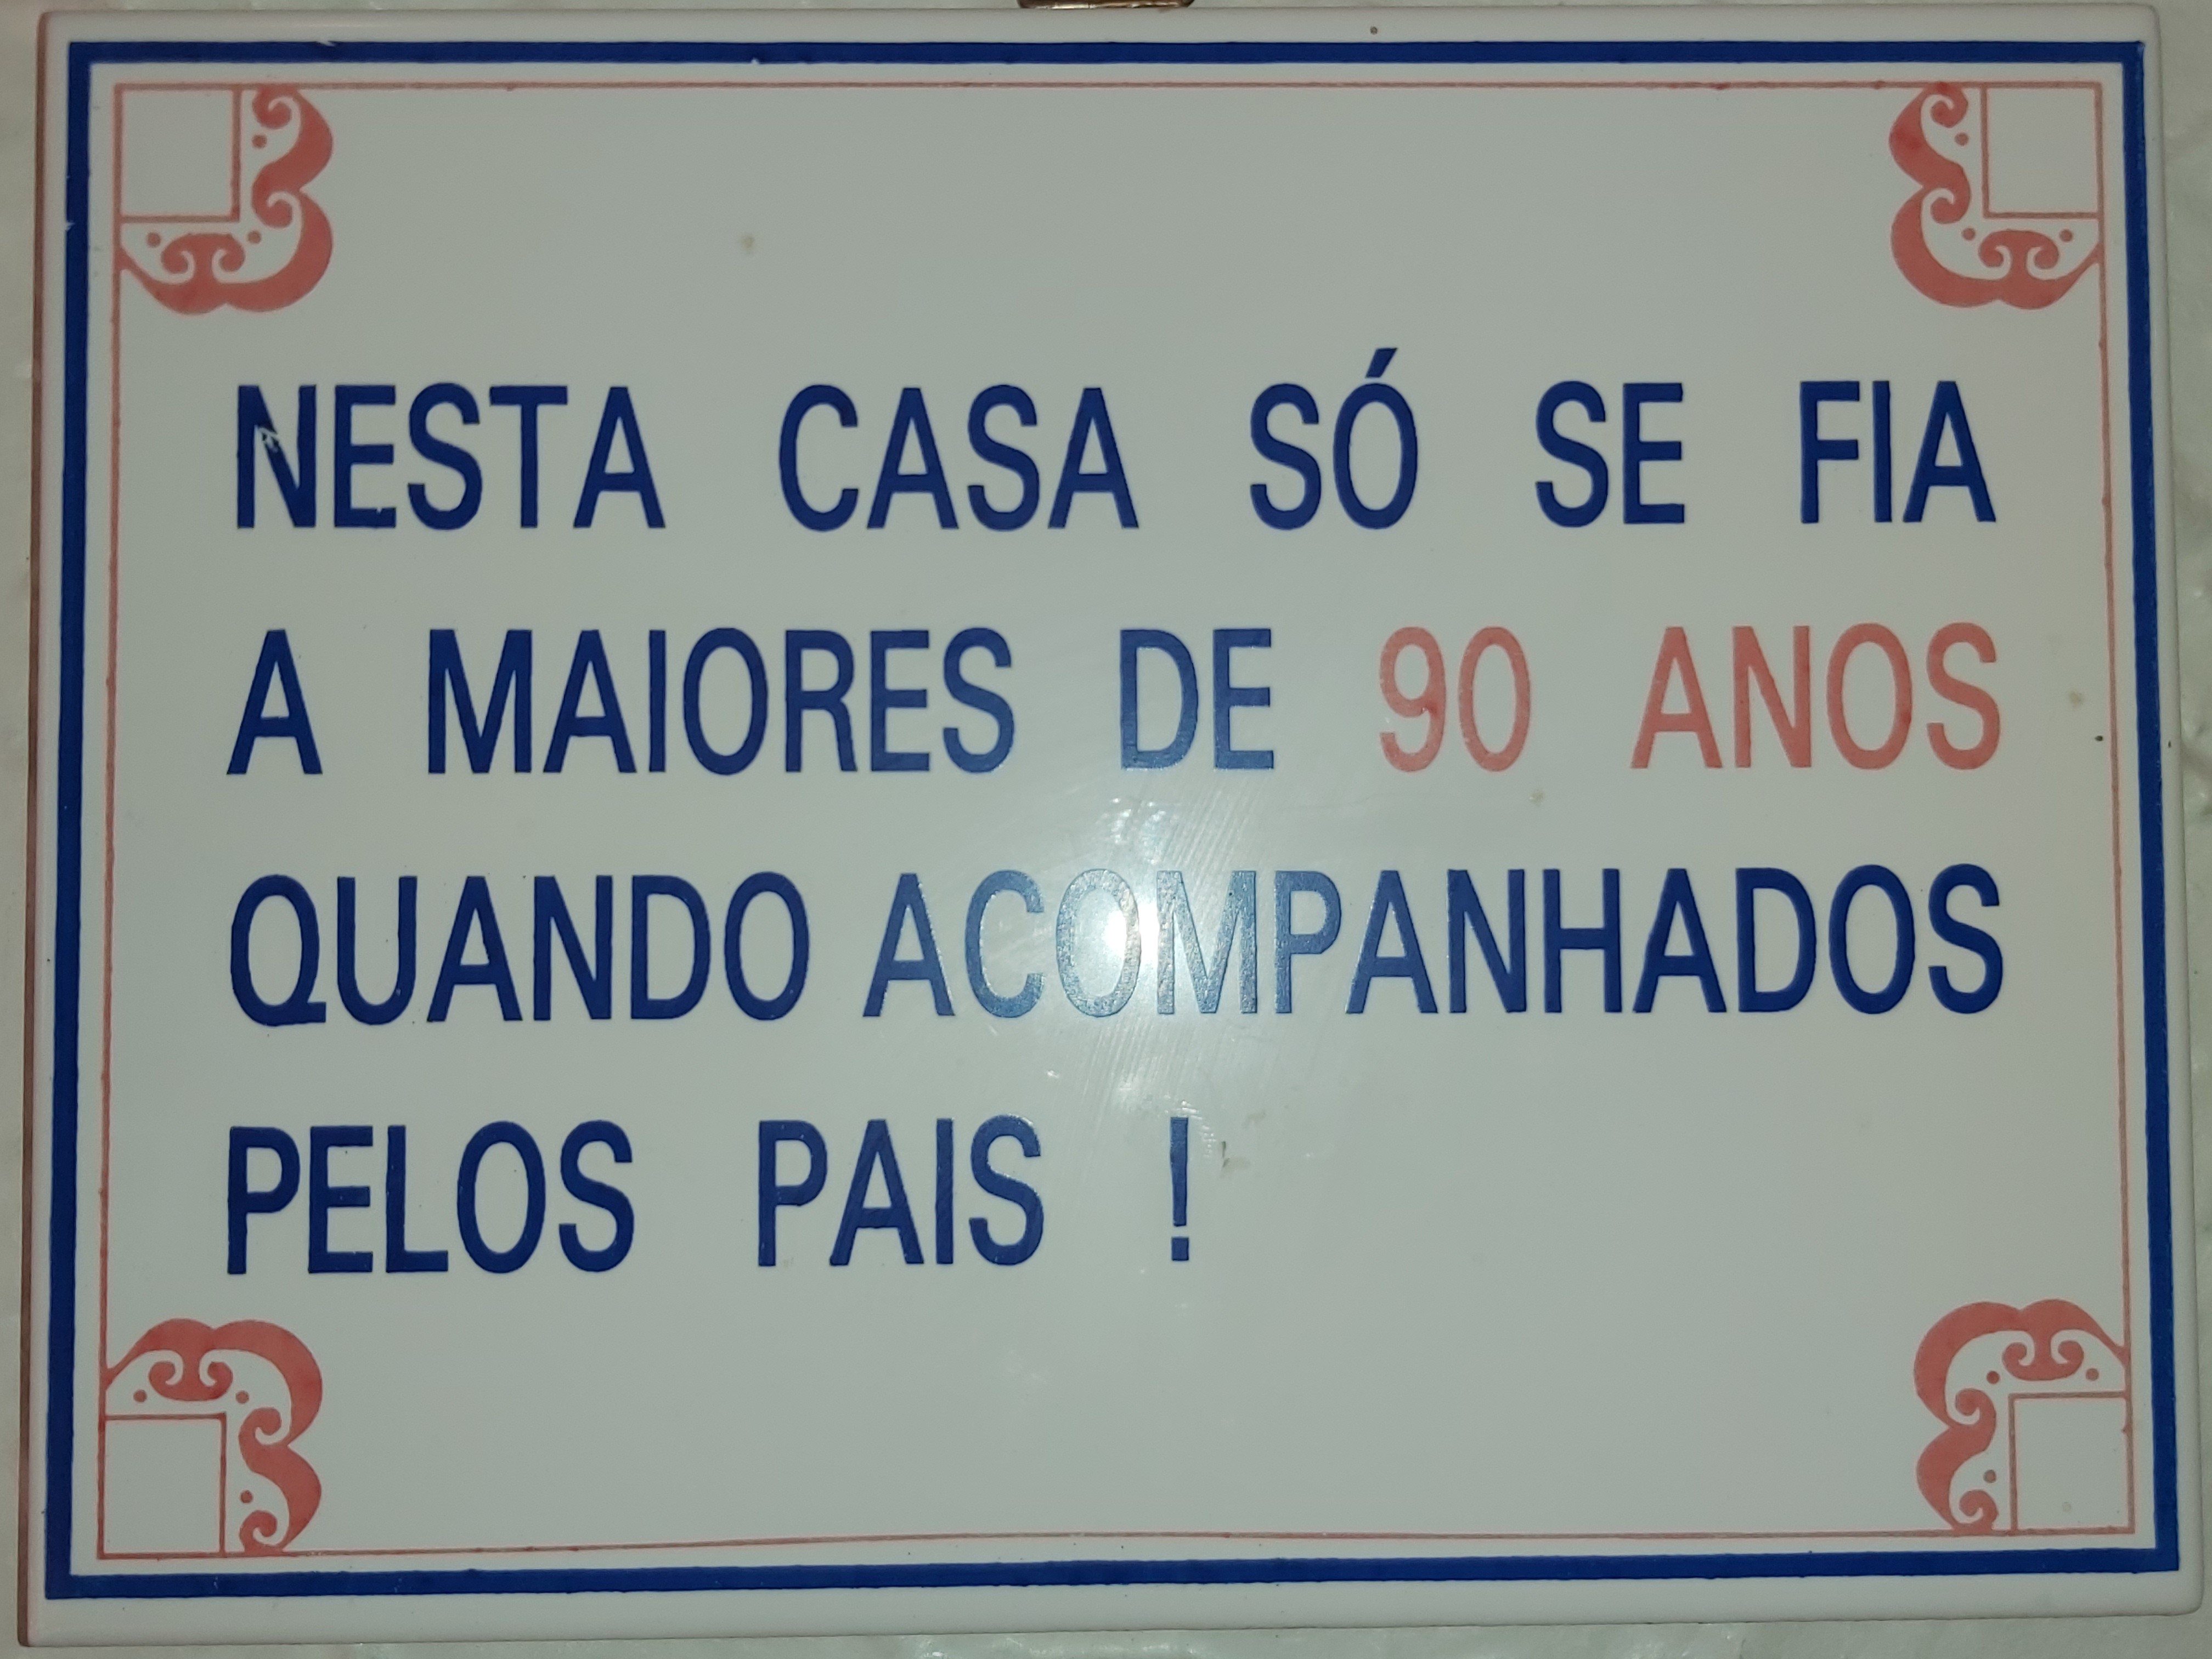 NESTA CASA SÓ SE FIA
A MAIORES DE 90 ANOS
QUANDO ACOMPANHADOS
PELOS PAIS !